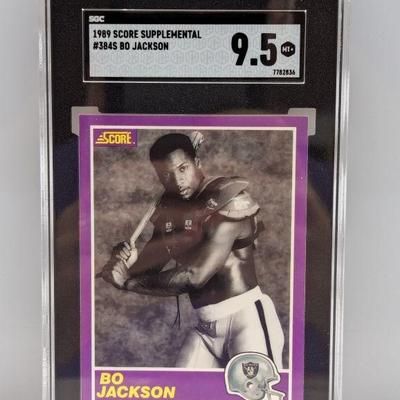 SGC
1989 SCORE SUPPLEMENTAL
#384S BO JACKSON
9.5
MT+
7782836
SCORE
BO
JACKSON